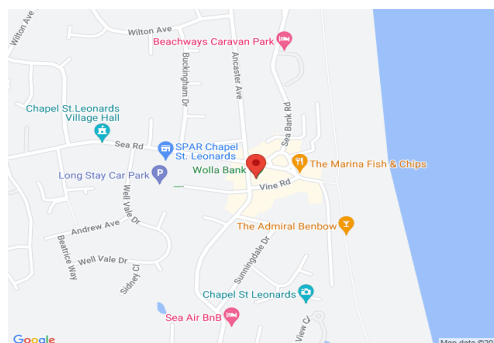 Wilton Ave
Wilton Ave
Beachways Caravan Park
Buckingham Dr
Ancaster Ave
Sea Bank Rd
Chapel St.Leonards
Village Hall
Sea Rd
SPAR Chapel
St. Leonards
Wolla Bank
The Marina Fish & Chips
Long Stay Car Park
Vine Rd
Well Vale Dr
Andrew Ave
The Admiral Benbow
Beatrice Way
Well Vale Dr
Sidney Cl
Sunningdale Dr
Chapel St Leonards
Sea Air BnB
View C
Google
Map data ©20